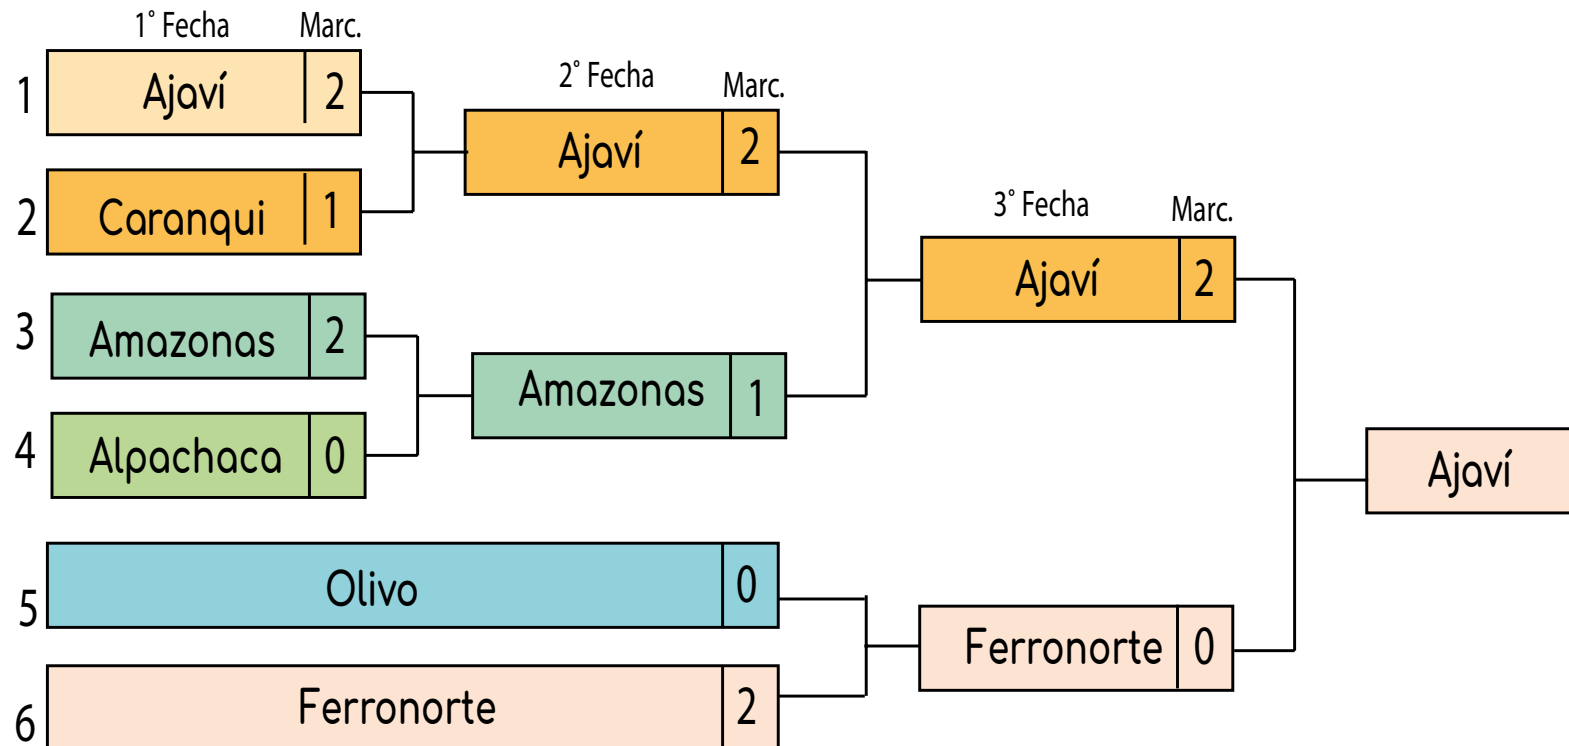 1° Fecha Marc.
1 Ajaví 2
2 Caranqui 1
3 Amazonas 2
4 Alpachaca 0
5 Olivo 0
6 Ferronorte 2
2° Fecha Marc.
Ajaví 2
Amazonas 1
3° Fecha Marc.
Ajaví 2
Ferronorte 0
Ajaví